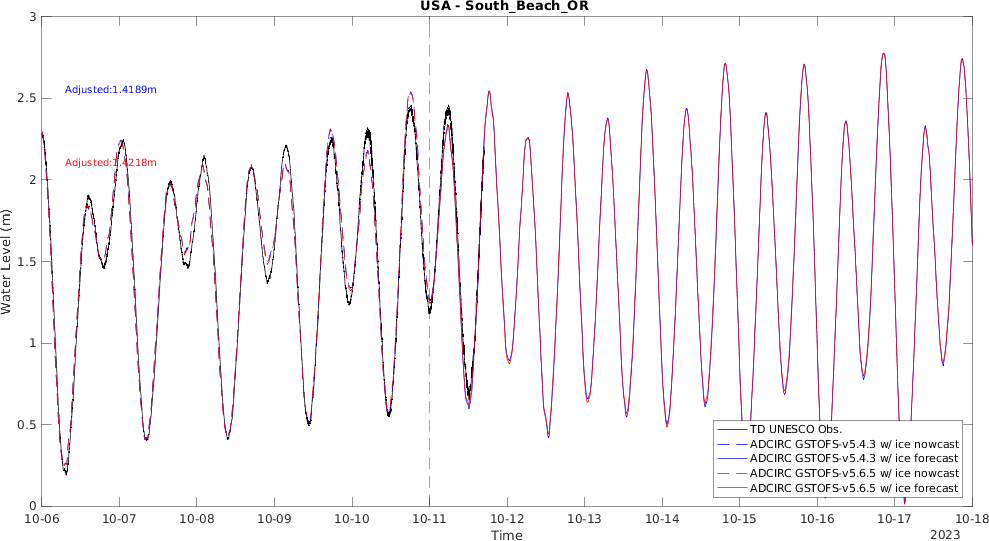 USA - South_Beach_OR
3
2.5
2
1.5
1
0.5
0
Water Level (m)
Adjusted:1.4189m
Adjusted:1.4218m
TD UNESCO Obs.
ADCIRC GSTOFS-v5.4.3 w/ ice nowcast
ADCIRC GSTOFS-v5.4.3 w/ ice forecast
ADCIRC GSTOFS-v5.6.5 w/ ice nowcast
ADCIRC GSTOFS-v5.6.5 w/ ice forecast
10-06 10-07 10-08 10-09 10-10 10-11 10-12 10-13 10-14 10-15 10-16 10-17 10-18
Time
2023